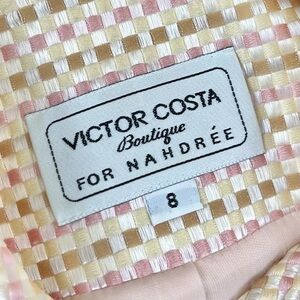 VICTOR COSTA
Boutique
FOR NAHDRÉE
8